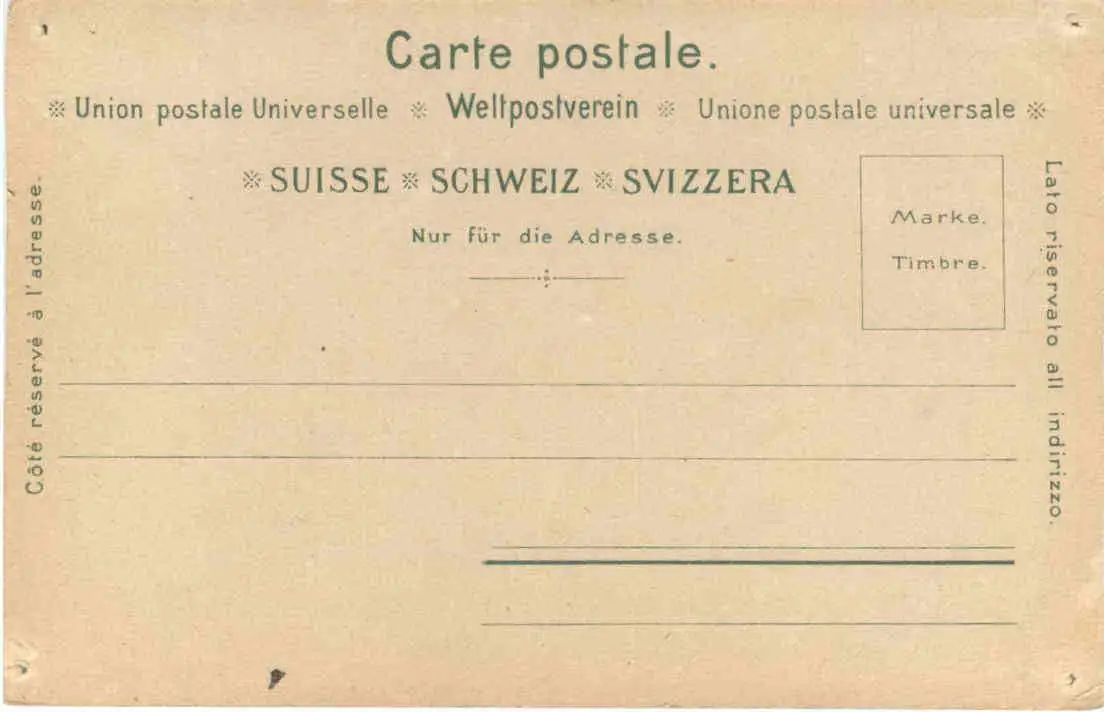 Carte postale.
※ Union postale Universelle ※ Weltpostverein ※ Unione postale universale ※
※ SUISSE ※ SCHWEIZ ※ SVIZZERA
Nur für die Adresse.
Marke.
Timbre.
Côté réservé à l'adresse.
Lato riservato all indirizzo.